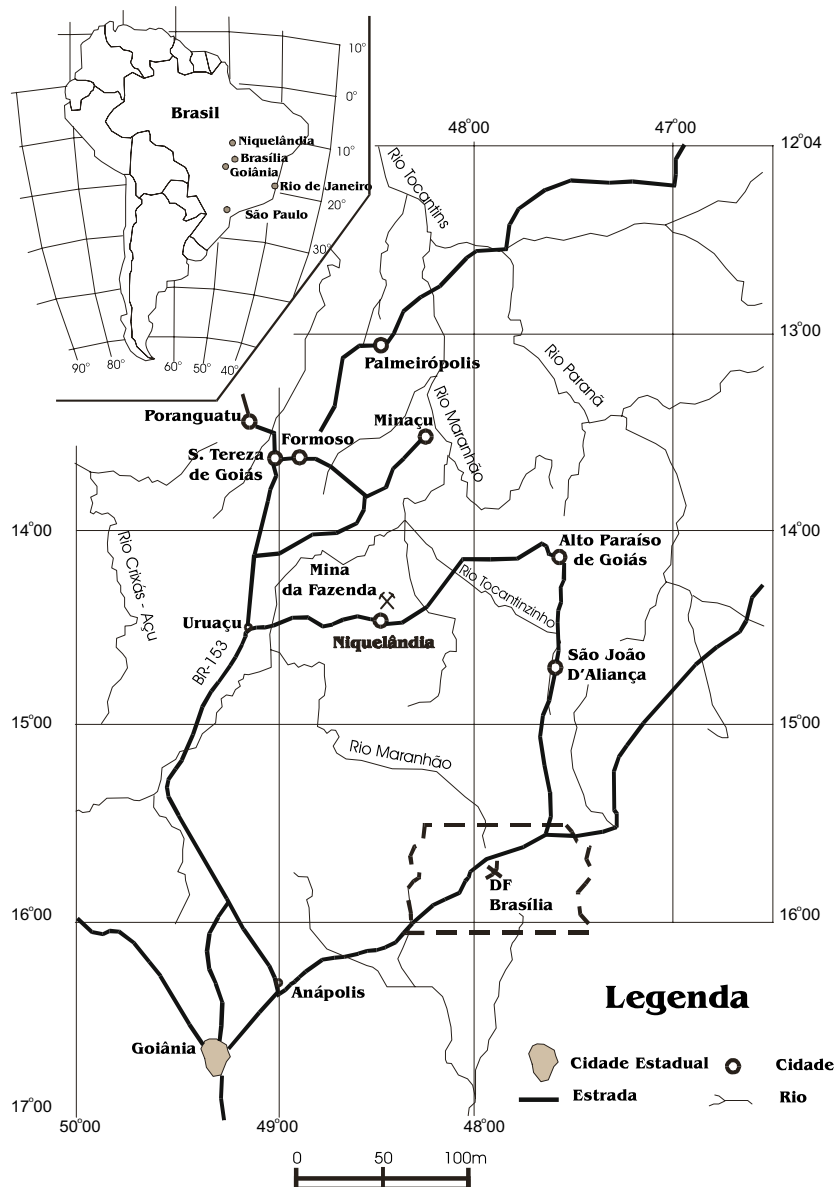 10°
0°
10°
20°
30°
90°
80°
60°
50°
40°
Brasil
Niquelândia
Brasília
Goiânia
Rio de Janeiro
São Paulo
48°00
47°00
12°04
Rio Tocantins
13°00
Palmeirópolis
Rio Paranã
Poranguatu
Minaçu
Rio Maranhão
Formoso
S. Tereza
de Goiás
14°00
14°00
Rio Crixás - Açu
Alto Paraíso
de Goiás
Mina
da Fazenda
Rio Tocantinzinho
Uruaçu
Niquelândia
BR-153
São João
D'Aliança
15°00
15°00
Rio Maranhão
DF
Brasília
16°00
16°00
Anápolis
Goiânia
Legenda
Cidade Estadual
Cidade
Estrada
Rio
17°00
50°00
49°00
48°00
0
50
100m